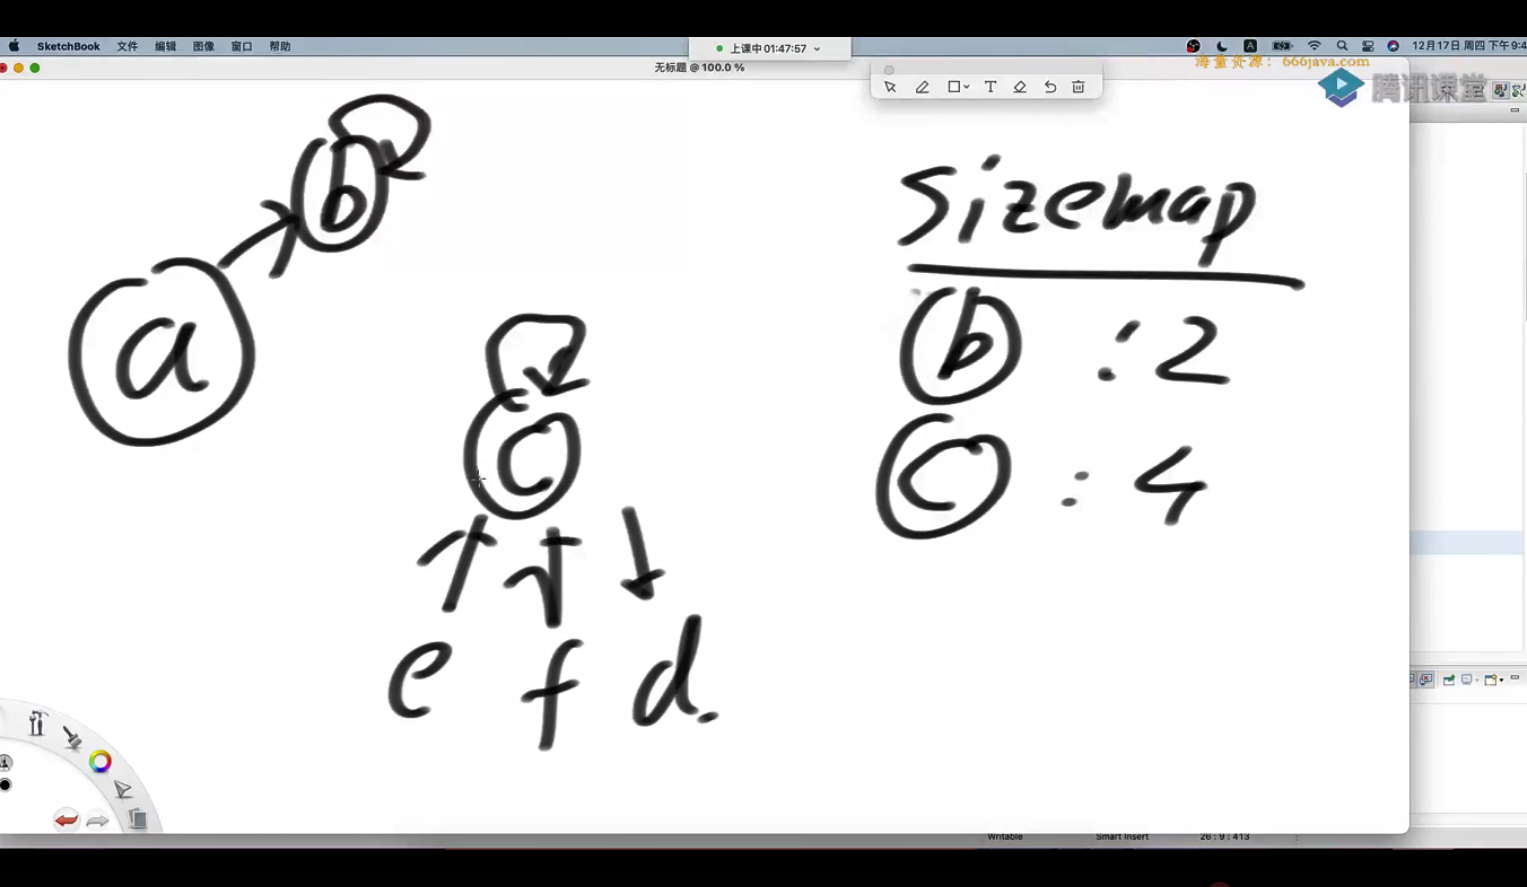 SketchBook 文件 编辑 图像 窗口 帮助
上课中 01:47:57
12月17日 周四 下午9:4
无标题 @ 100.0 %
海量资源：666java.com
腾讯课堂
T
b
a
c
e f d.
sizemap
b : 2
c : 4
Writable Smart Insert 26 : 9 : 413